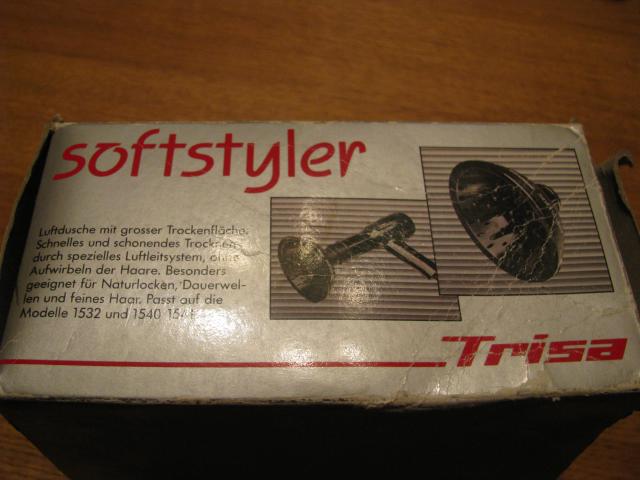 softstyler
Luftdusche mit grosser Trockenfläche.
Schnelles und schonendes Trocknen
durch spezielles Luftleitsystem, ohne
Aufwirbeln der Haare. Besonders
geeignet für Naturlocken, Dauerwel-
len und feines Haar. Passt auf die
Modelle 1532 und 1540
Trisa